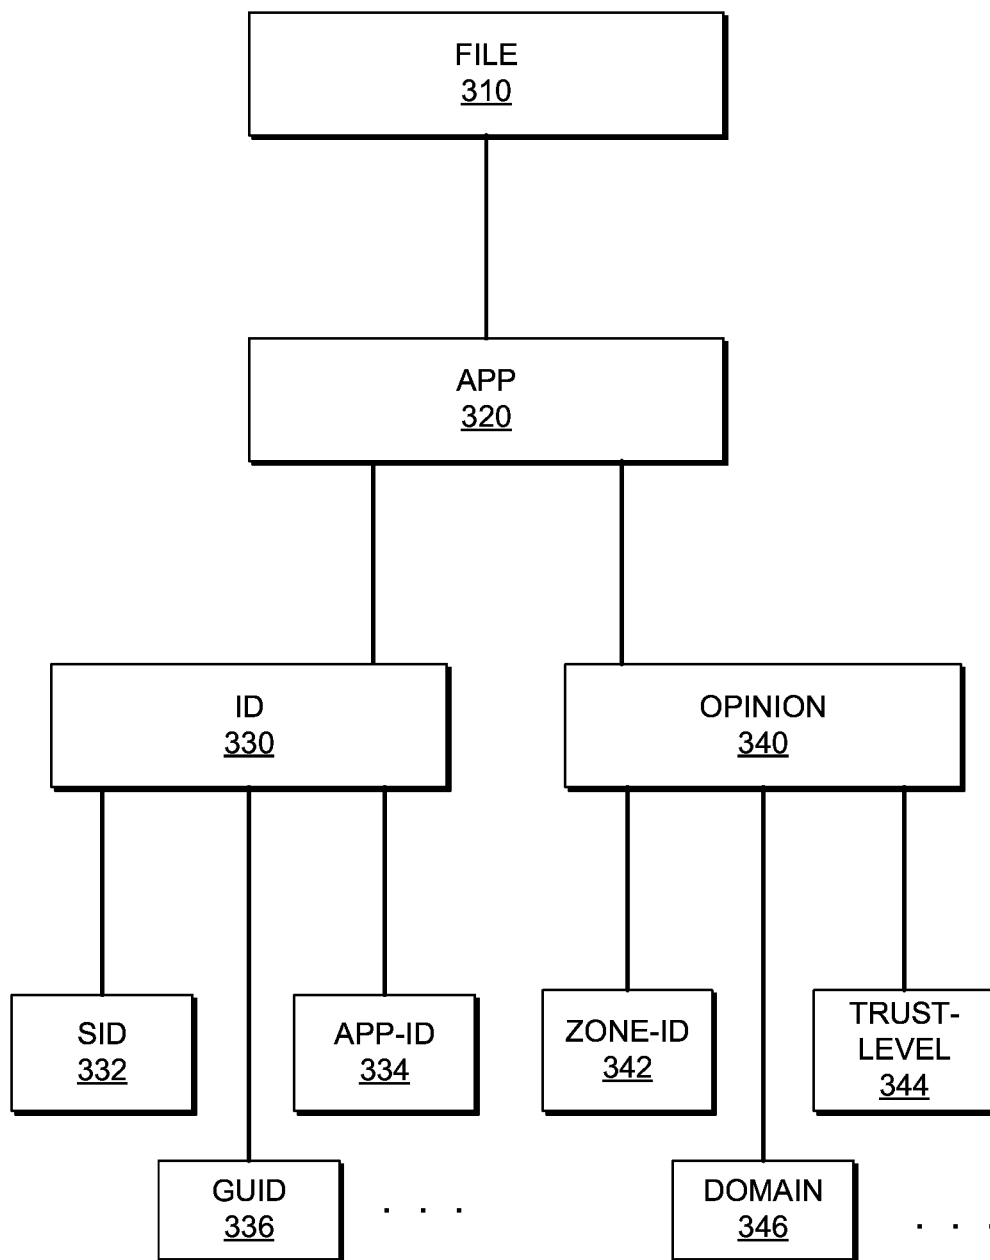 FILE
310
APP
320
ID
330
OPINION
340
SID
332
APP-ID
334
ZONE-ID
342
TRUST-
LEVEL
344
GUID
336
. . .
DOMAIN
346
. . .